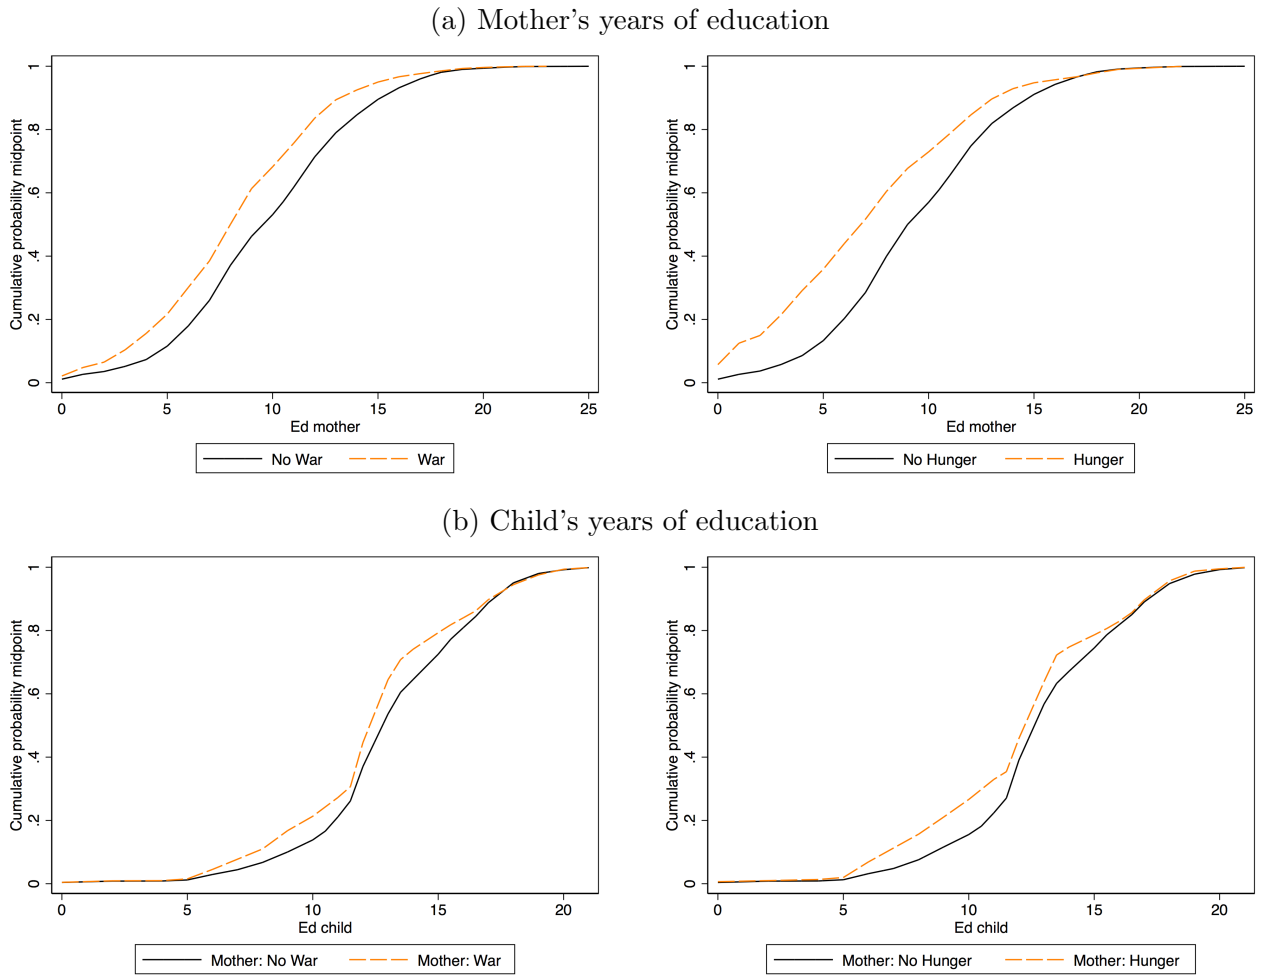 (a) Mother's years of education
Cumulative probability midpoint
0 .2 .4 .6 .8 1
0 5 10 15 20 25
Ed mother
No War War
Cumulative probability midpoint
0 .2 .4 .6 .8 1
0 5 10 15 20 25
Ed mother
No Hunger Hunger
(b) Child's years of education
Cumulative probability midpoint
0 .2 .4 .6 .8 1
0 5 10 15 20
Ed child
Mother: No War Mother: War
Cumulative probability midpoint
0 .2 .4 .6 .8 1
0 5 10 15 20
Ed child
Mother: No Hunger Mother: Hunger